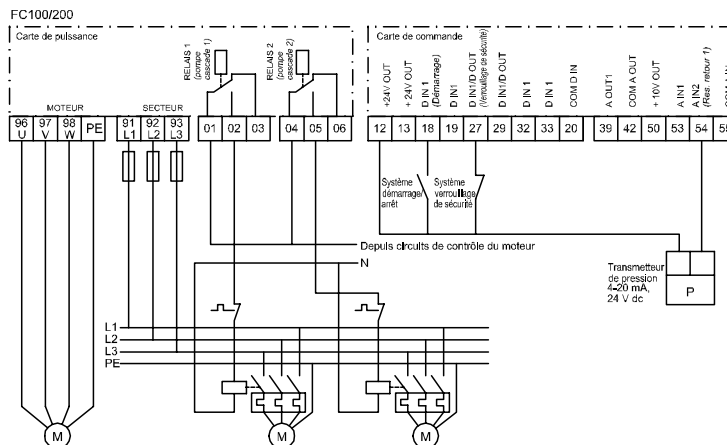 FC100/200
Carte de puissance
Carte de commande
RELAIS 1
(pompe
cascade 1)
RELAIS 2
(pompe
cascade 2)
+24V OUT
+ 24V OUT
D IN 1
(Démarrage)
D IN1
D IN1/D OUT
(Verrouillage de sécurité)
D IN1/D OUT
D IN1
D IN1
COM D IN
A OUT1
COM A OUT
+ 10V OUT
A IN1
A IN2
(Res. retour 1)
COM A IN
MOTEUR
SECTEUR
96 97 98 PE 91 92 93 01 02 03 04 05 06 12 13 18 19 27 29 32 33 20 39 42 50 53 54 55
U V W L1 L2 L3
Système
démarrage/
arrêt
Système
verrouillage
de sécurité
Depuis circuits de contrôle du moteur
N
Transmetteur
de pression
4-20 mA,
24 V dc
P
L1
L2
L3
PE
M M M